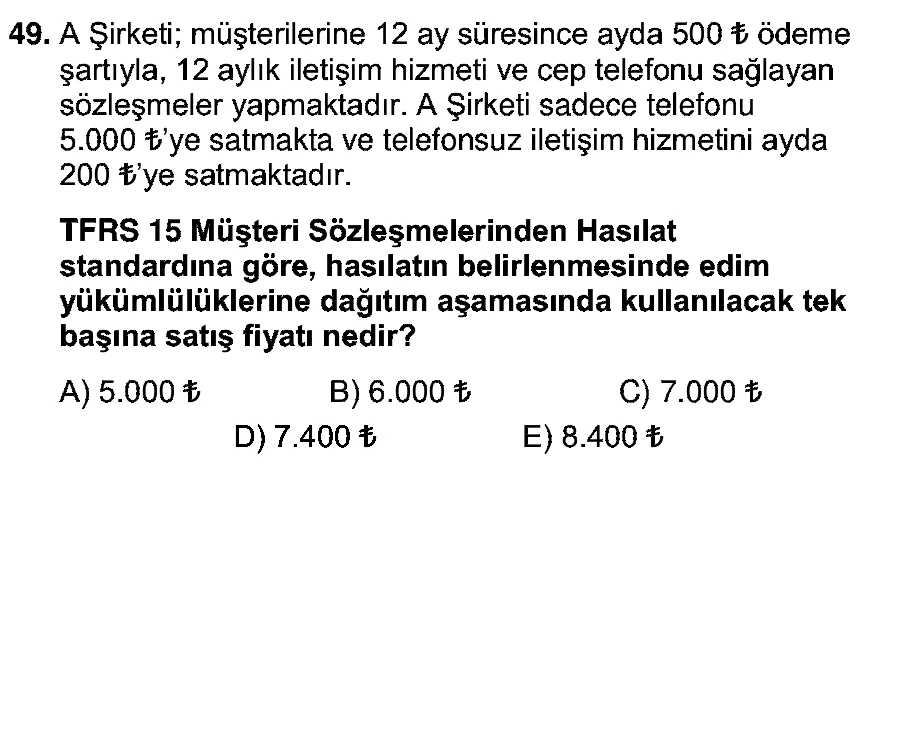 49. A Şirketi; müşterilerine 12 ay süresince ayda 500 ₺ ödeme
şartıyla, 12 aylık iletişim hizmeti ve cep telefonu sağlayan
sözleşmeler yapmaktadır. A Şirketi sadece telefonu
5.000 ₺’ye satmakta ve telefonsuz iletişim hizmetini ayda
200 ₺’ye satmaktadır.
TFRS 15 Müşteri Sözleşmelerinden Hasılat
standardına göre, hasılatın belirlenmesinde edim
yükümlülüklerine dağıtım aşamasında kullanılacak tek
başına satış fiyatı nedir?
A) 5.000 ₺ B) 6.000 ₺ C) 7.000 ₺
D) 7.400 ₺ E) 8.400 ₺